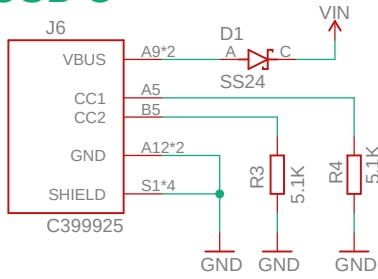 J6
VIN
D1
VBUS A9*2 A C
SS24
CC1 A5
CC2 B5
GND A12*2
R3 5.1K
R4 5.1K
SHIELD S1*4
C399925
GND GND GND